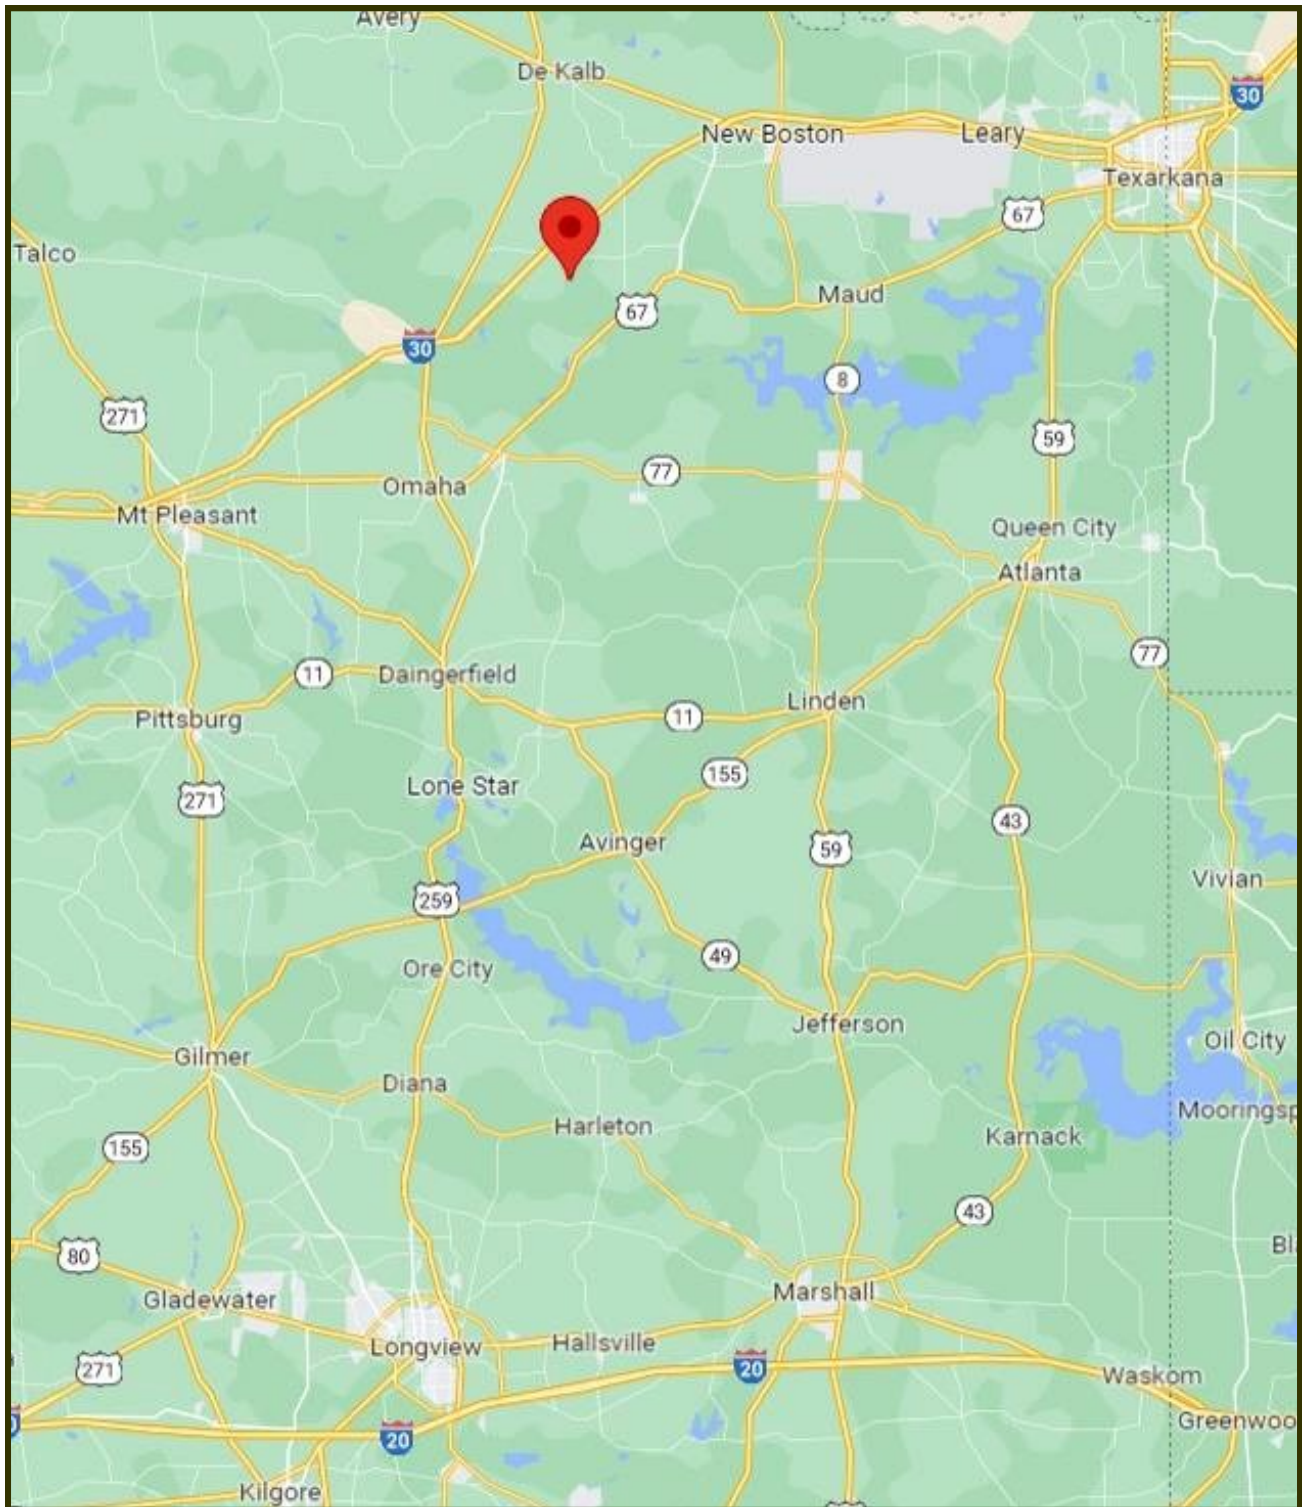 Avery
De Kalb
30
New Boston
Leary
Texarkana
67
Talco
67
Maud
30
8
271
59
77
Omaha
Mt Pleasant
Queen City
Atlanta
77
11
Daingerfield
Linden
11
Pittsburg
155
Lone Star
271
43
Avinger
59
Vivian
259
49
Ore City
Jefferson
Oil City
Gilmer
Diana
Mooringsp
Harleton
Karnack
155
43
Bla
80
Marshall
Gladewater
Hallsville
Longview
20
271
Waskom
Greenwoo
20
Kilgore